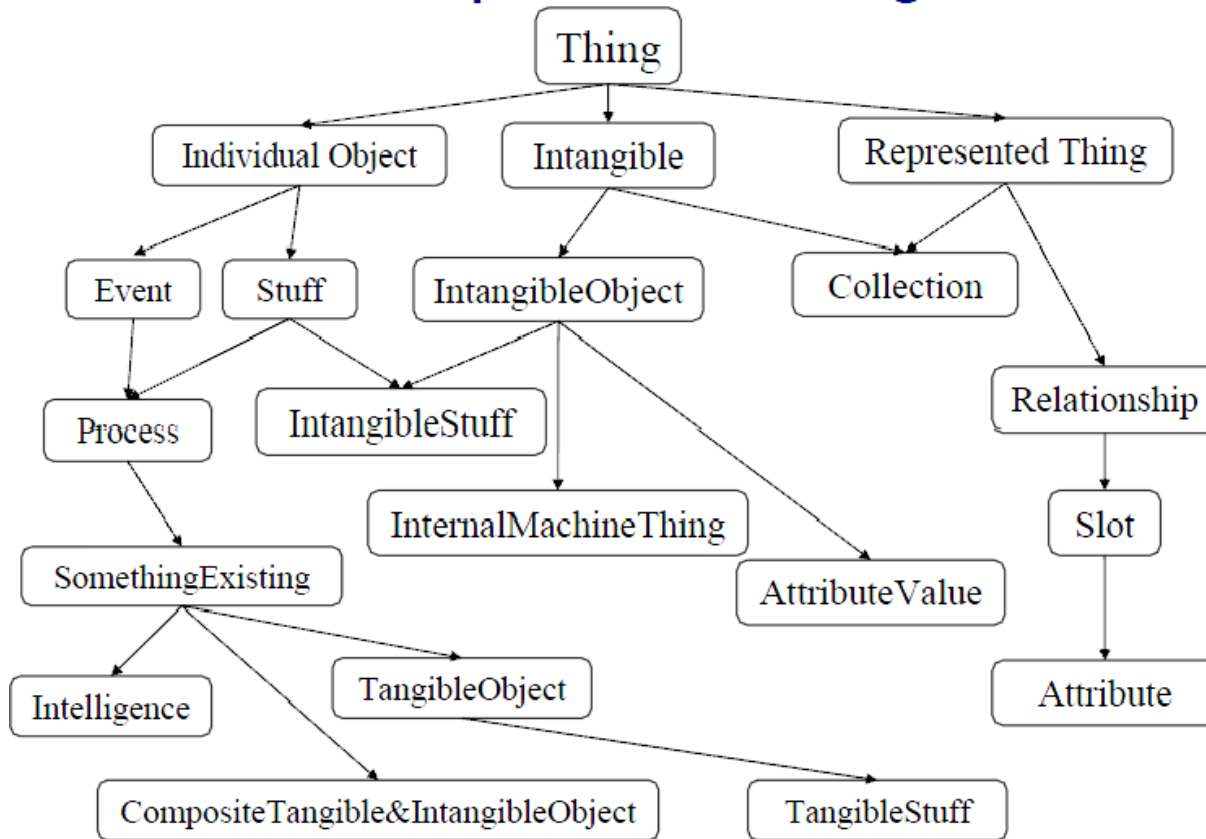 Thing
Individual Object
Intangible
Represented Thing
Event
Stuff
IntangibleObject
Collection
Process
IntangibleStuff
Relationship
InternalMachineThing
Slot
SomethingExisting
AttributeValue
Intelligence
TangibleObject
Attribute
CompositeTangible&IntangibleObject
TangibleStuff